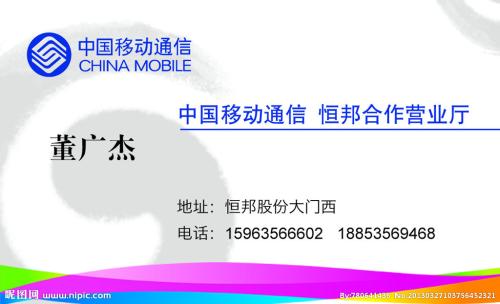 中国移动通信
CHINA MOBILE
中国移动通信 恒邦合作营业厅
董广杰
地址：恒邦股份大门西
电话：15963566602 18853569468
昵图网 www.nipic.com
By:780541436 No:20130327103756452321